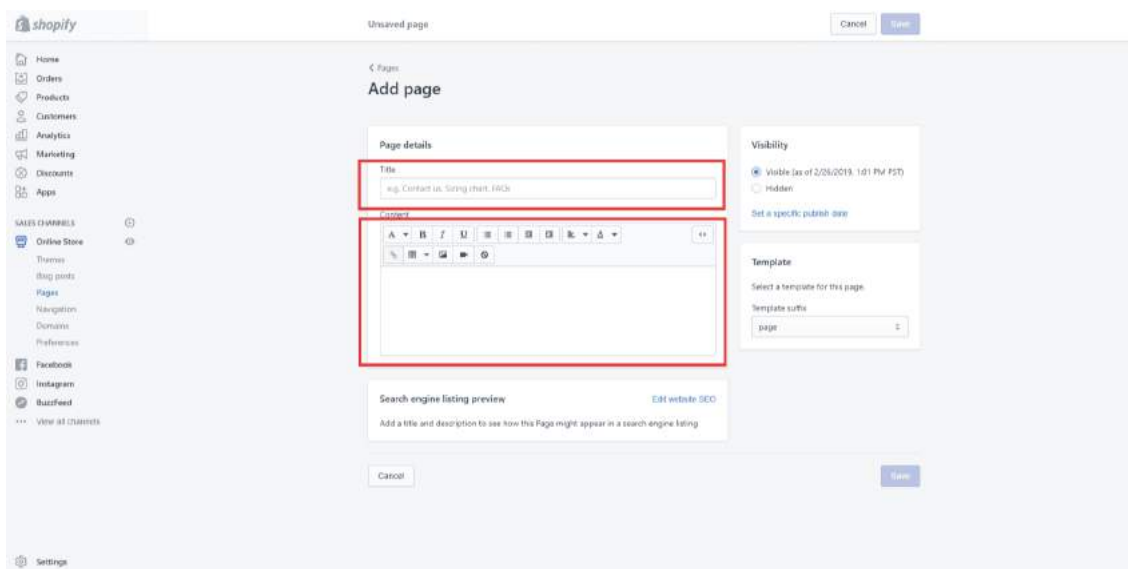 shopify
Unsaved page
Cancel
Save
Home
Orders
Products
Customers
Analytics
Marketing
Discounts
Apps
SALES CHANNELS
Online Store
Themes
Blog posts
Pages
Navigation
Domains
Preferences
Facebook
Instagram
Buzzfeed
View all channels
Settings
Pages
Add page
Page details
Title
e.g. Contact us, Sizing chart, FAQs
Content
A B I U A
Search engine listing preview
Edit website SEO
Add a title and description to see how this Page might appear in a search engine listing
Cancel
Visibility
Visible (as of 2/26/2019, 1:01 PM PST)
Hidden
Set a specific publish date
Template
Select a template for this page.
Template suffix
page
Save